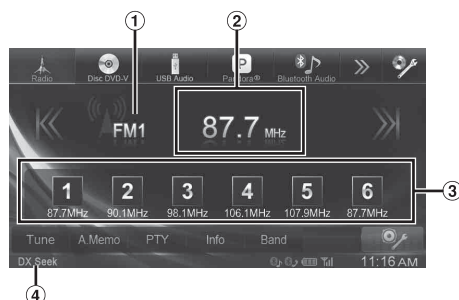 1 2
Radio Disc DVD-V USB Audio P Pandora® Bluetooth Audio
FM1 87.7 MHz
1 2 3 4 5 6 3
87.7MHz 90.1MHz 98.1MHz 106.1MHz 107.9MHz 87.7MHz
Tune A.Memo PTY Info Band
DX Seek 11:16 AM
4